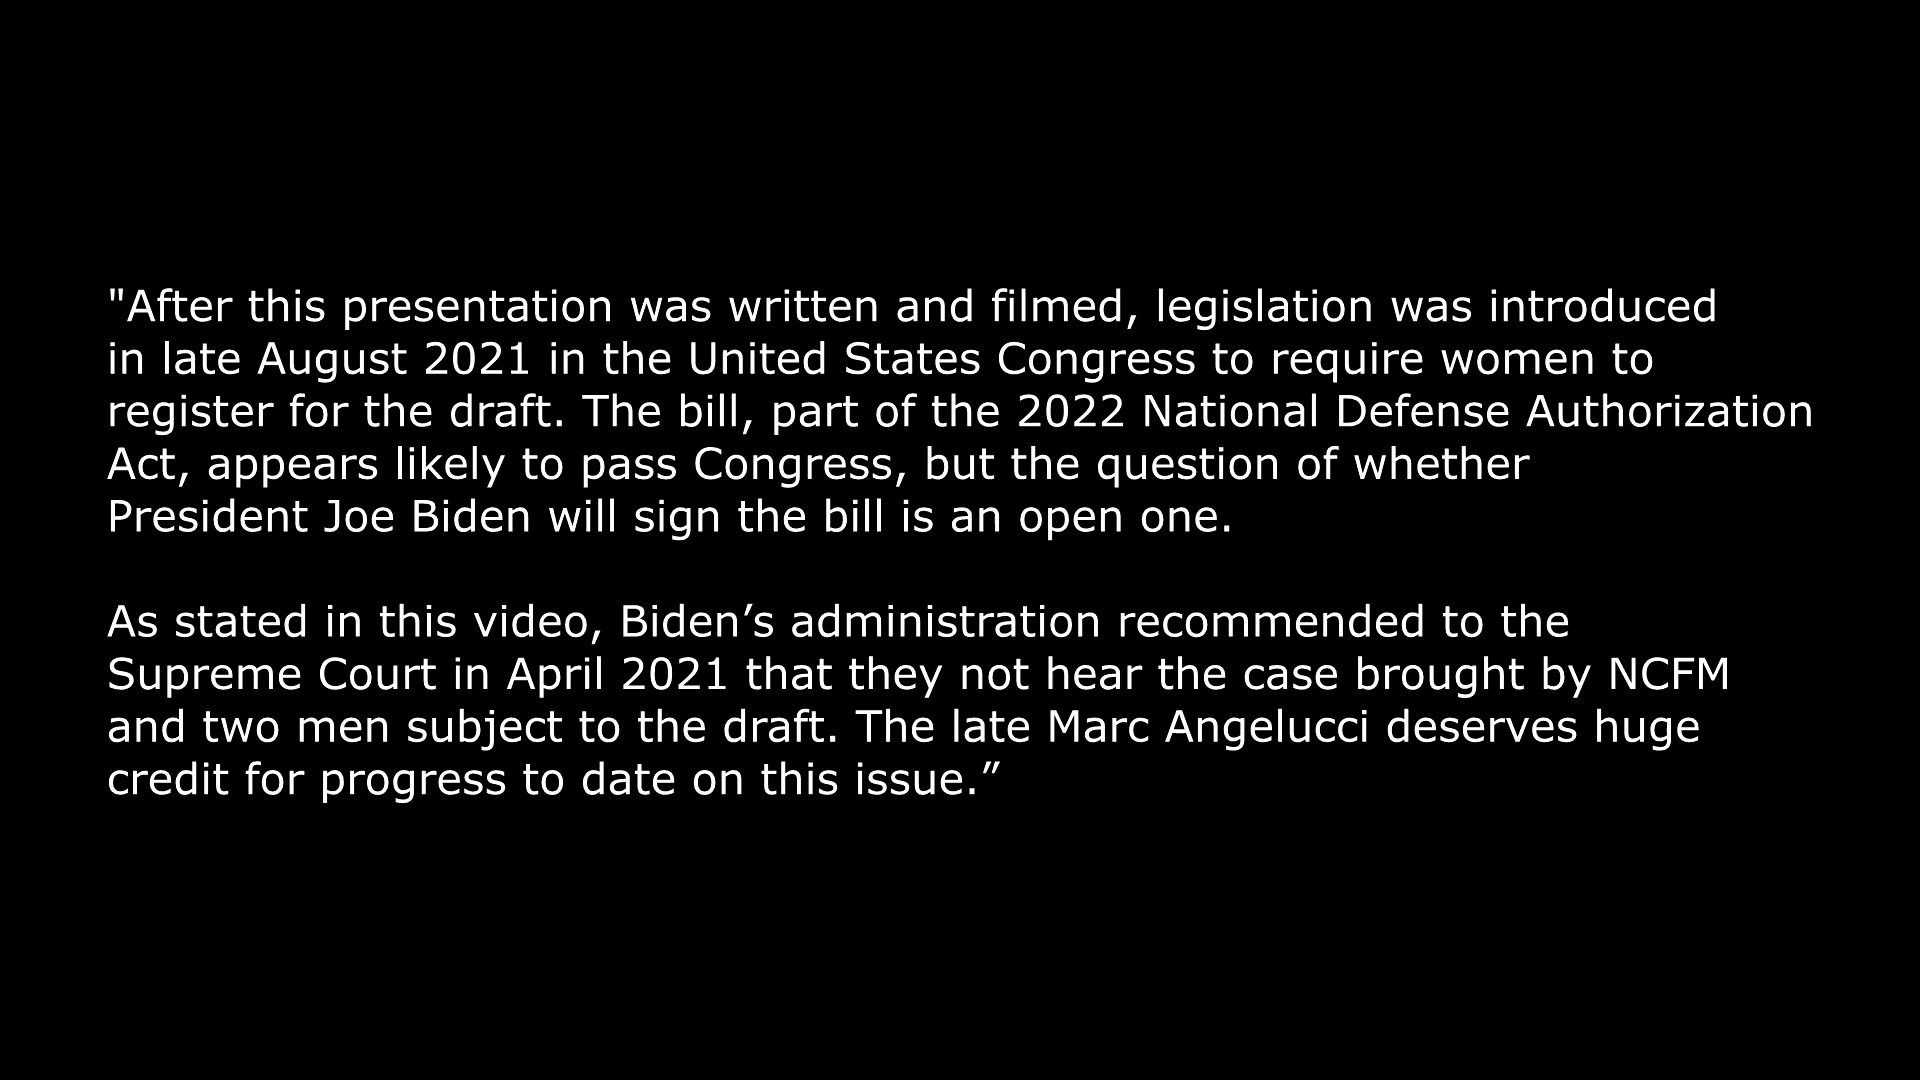 "After this presentation was written and filmed, legislation was introduced
in late August 2021 in the United States Congress to require women to
register for the draft. The bill, part of the 2022 National Defense Authorization
Act, appears likely to pass Congress, but the question of whether
President Joe Biden will sign the bill is an open one.
As stated in this video, Biden’s administration recommended to the
Supreme Court in April 2021 that they not hear the case brought by NCFM
and two men subject to the draft. The late Marc Angelucci deserves huge
credit for progress to date on this issue.”